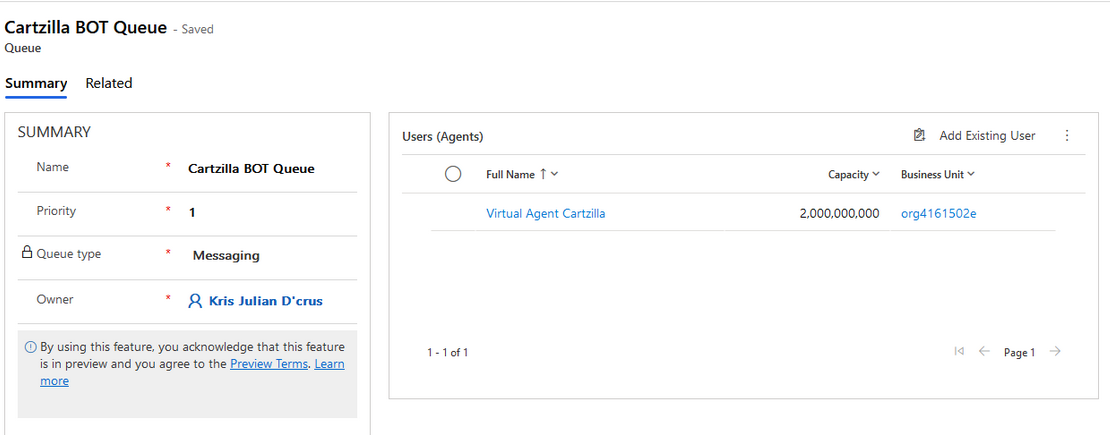 Cartzilla BOT Queue - Saved
Queue
Summary Related
SUMMARY
Name * Cartzilla BOT Queue
Priority * 1
Queue type * Messaging
Owner * Kris Julian D'crus
By using this feature, you acknowledge that this feature
is in preview and you agree to the Preview Terms. Learn
more
Users (Agents) Add Existing User
Full Name Capacity Business Unit
Virtual Agent Cartzilla 2,000,000,000 org4161502e
1 - 1 of 1 Page 1